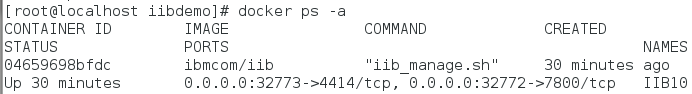 [root@localhost iibdemo]# docker ps -a
CONTAINER ID        IMAGE               COMMAND             CREATED
STATUS              PORTS                                              NAMES
04659698bfdc        ibmcom/iib          "iib_manage.sh"     30 minutes ago
Up 30 minutes       0.0.0.0:32773->4414/tcp, 0.0.0.0:32772->7800/tcp   IIB10